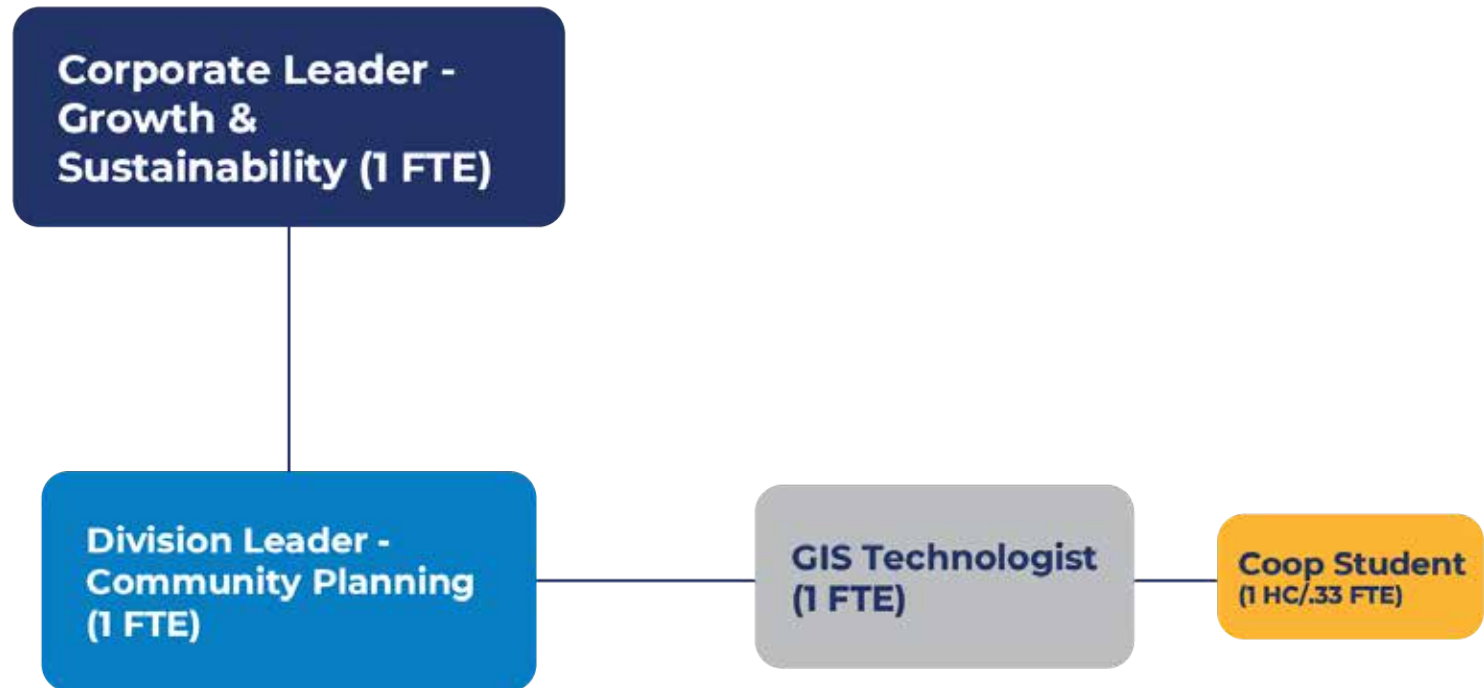 Corporate Leader -
Growth &
Sustainability (1 FTE)
Division Leader -
Community Planning
(1 FTE)
GIS Technologist
(1 FTE)
Coop Student
(1 HC/.33 FTE)